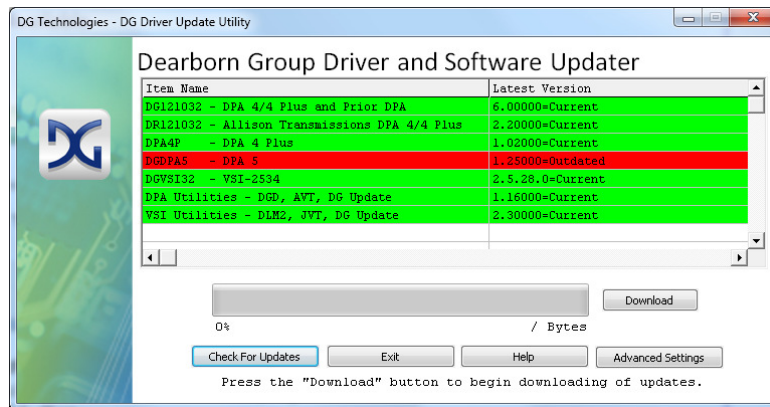 DG Technologies - DG Driver Update Utility
Dearborn Group Driver and Software Updater
Item Name Latest Version
DG121032 - DPA 4/4 Plus and Prior DPA 6.00000=Current
DR121032 - Allison Transmissions DPA 4/4 Plus 2.20000=Current
DPA4P - DPA 4 Plus 1.02000=Current
DGDPA5 - DPA 5 1.25000=Outdated
DGVSI32 - VSI-2534 2.5.28.0=Current
DPA Utilities - DGD, AVT, DG Update 1.16000=Current
VSI Utilities - DLM2, JVT, DG Update 2.30000=Current
DG
Download
0% / Bytes
Check For Updates Exit Help Advanced Settings
Press the "Download" button to begin downloading of updates.